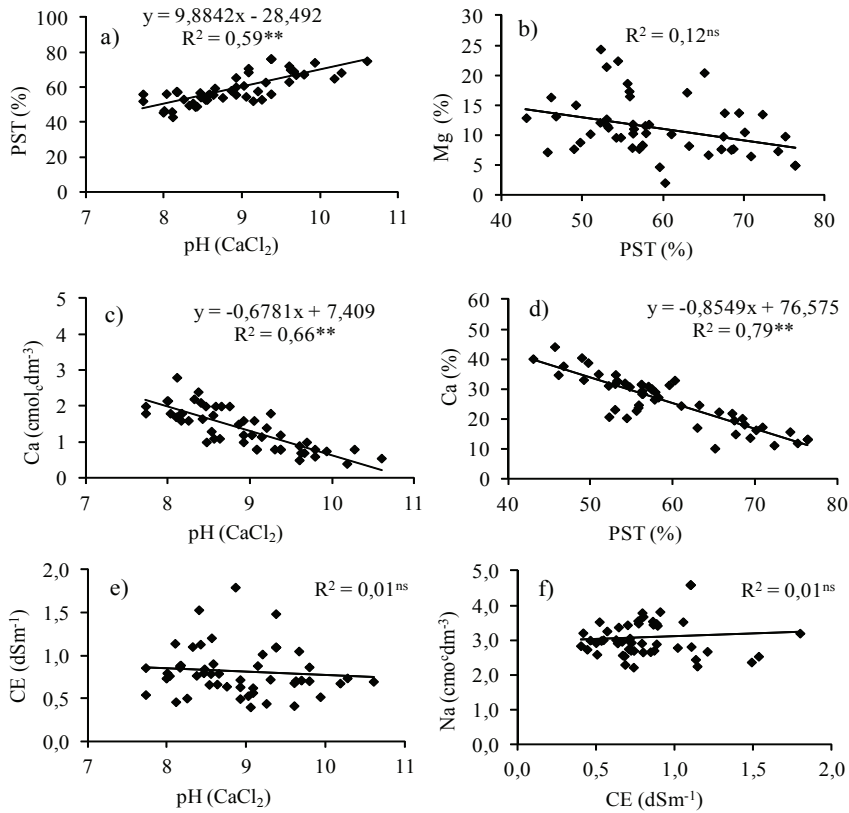 a)
y = 9,8842x - 28,492
R² = 0,59**
PST (%)
100
80
60
40
20
0
7 8 9 10 11
pH (CaCl₂)
b)
R² = 0,12ⁿˢ
Mg (%)
30
25
20
15
10
5
0
40 50 60 70 80
PST (%)
c)
y = -0,6781x + 7,409
R² = 0,66**
Ca (cmol꜀dm⁻³)
5
4
3
2
1
0
7 8 9 10 11
pH (CaCl₂)
d)
y = -0,8549x + 76,575
R² = 0,79**
Ca (%)
60
50
40
30
20
10
0
40 50 60 70 80
PST (%)
e)
R² = 0,01ⁿˢ
CE (dSm⁻¹)
2,0
1,5
1,0
0,5
0,0
7 8 9 10 11
pH (CaCl₂)
f)
R² = 0,01ⁿˢ
Na (cmoᶜdm⁻³)
5,0
4,0
3,0
2,0
1,0
0,0
0,0 0,5 1,0 1,5 2,0
CE (dSm⁻¹)